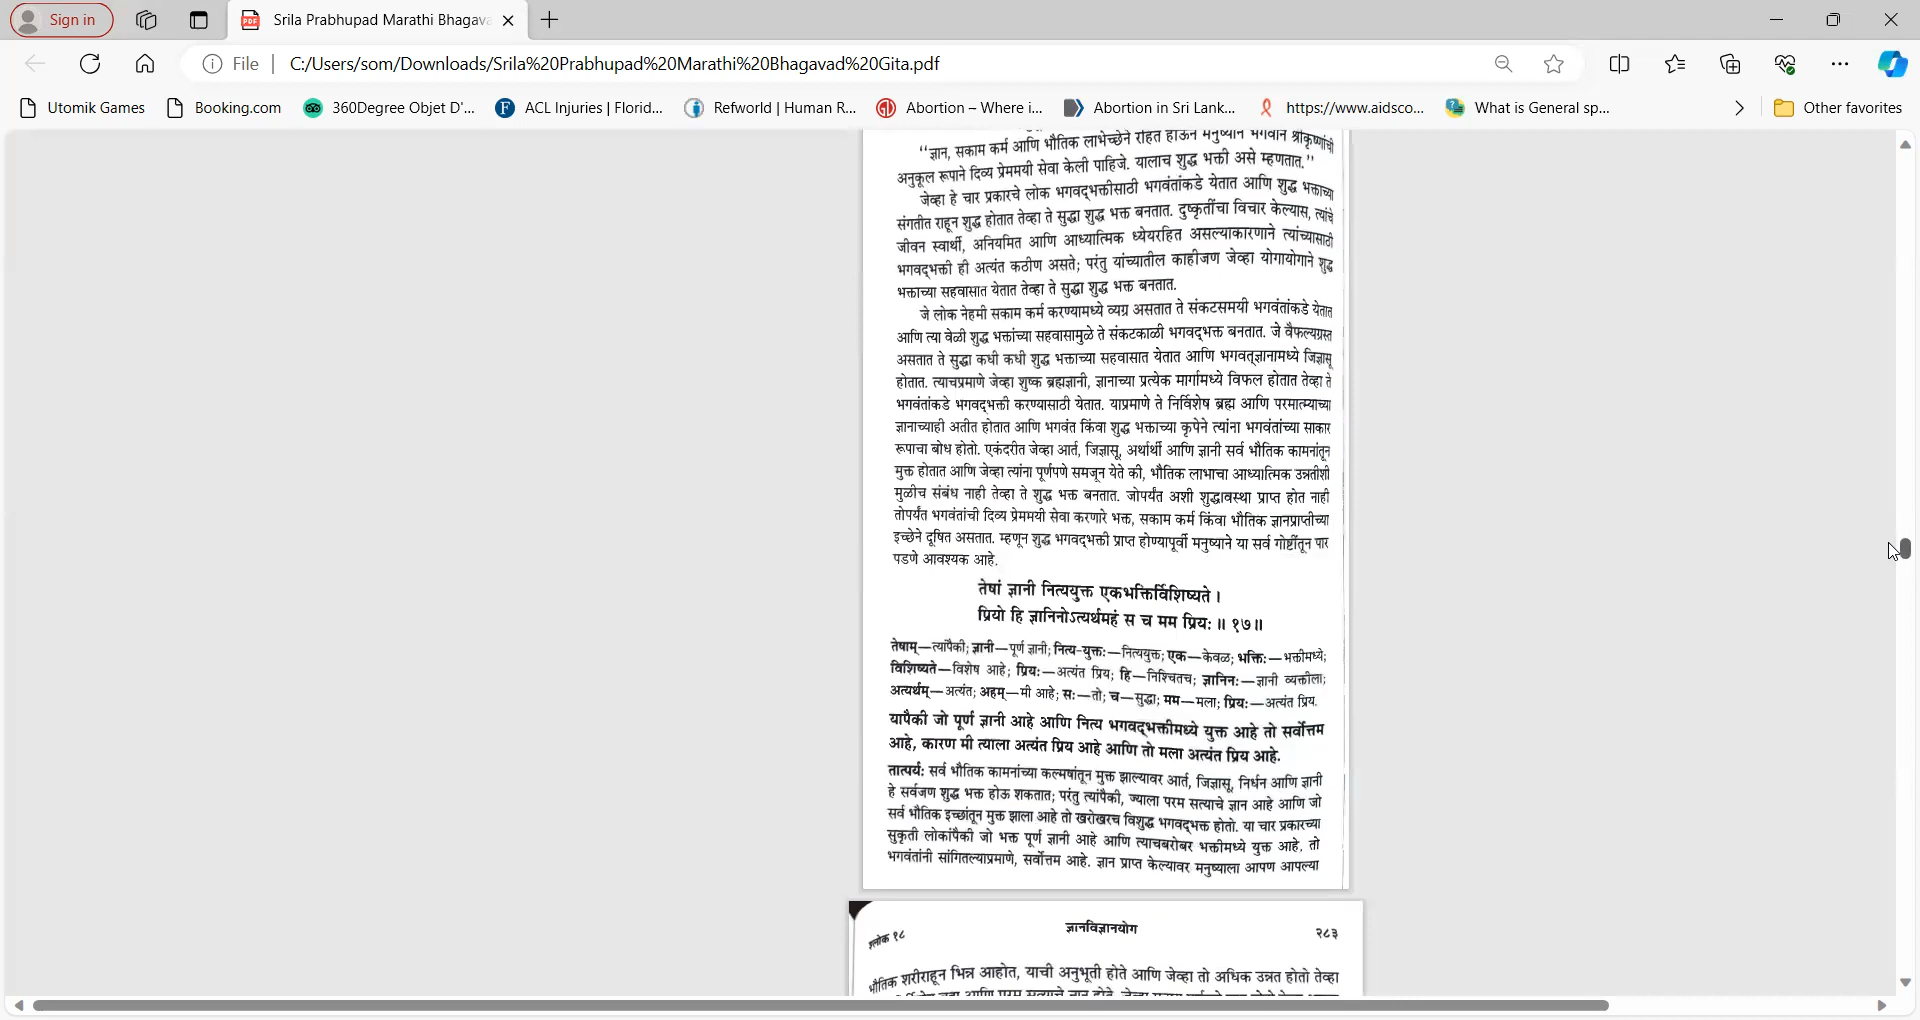 Sign in
Srila Prabhupad Marathi Bhagava
File
C:/Users/som/Downloads/Srila%20Prabhupad%20Marathi%20Bhagavad%20Gita.pdf
Utomik Games Booking.com 360Degree Objet D'... ACL Injuries | Florid... Refworld | Human R... Abortion – Where i... Abortion in Sri Lank... https://www.aidsco... What is General sp... Other favorites
“ज्ञान, सकाम कर्म आणि भौतिक लाभेच्छेने रहित होऊन मनुष्याने भगवान श्रीकृष्णांची
अनुकूल रूपाने दिव्य प्रेममयी सेवा केली पाहिजे. यालाच शुद्ध भक्ती असे म्हणतात.”
जेव्हा हे चार प्रकारचे लोक भगवद्भक्तीसाठी भगवंतांकडे येतात आणि शुद्ध भक्ताच्या
संगतीत राहून शुद्ध होतात तेव्हा ते सुद्धा शुद्ध भक्त बनतात. दुष्कृतींचा विचार केल्यास, त्यांचे
जीवन स्वार्थी, अनियमित आणि आध्यात्मिक ध्येयरहित असल्याकारणाने त्यांच्यासाठी
भगवद्भक्ती ही अत्यंत कठीण असते; परंतु यांच्यातील काहीजण जेव्हा योगायोगाने शुद्ध
भक्ताच्या सहवासात येतात तेव्हा ते सुद्धा शुद्ध भक्त बनतात.
जे लोक नेहमी सकाम कर्म करण्यामध्ये व्यग्र असतात ते संकटसमयी भगवंतांकडे येतात
आणि त्या वेळी शुद्ध भक्तांच्या सहवासामुळे ते संकटकाळी भगवद्भक्त बनतात. जे वैफल्यग्रस्त
असतात ते सुद्धा कधी कधी शुद्ध भक्ताच्या सहवासात येतात आणि भगवत्ज्ञानामध्ये जिज्ञासू
होतात. त्याचप्रमाणे जेव्हा शुष्क ब्रह्मज्ञानी, ज्ञानाच्या प्रत्येक मार्गामध्ये विफल होतात तेव्हा ते
भगवंतांकडे भगवद्भक्ती करण्यासाठी येतात. याप्रमाणे ते निर्विशेष ब्रह्म आणि परमात्म्याच्या
ज्ञानाच्याही अतीत होतात आणि भगवंत किंवा शुद्ध भक्ताच्या कृपेने त्यांना भगवंतांच्या साकार
रूपाचा बोध होतो. एकंदरीत जेव्हा आर्त, जिज्ञासू, अर्थार्थी आणि ज्ञानी सर्व भौतिक कामनांतून
मुक्त होतात आणि जेव्हा त्यांना पूर्णपणे समजून येते की, भौतिक लाभाचा आध्यात्मिक उन्नतीशी
मुळीच संबंध नाही तेव्हा ते शुद्ध भक्त बनतात. जोपर्यंत अशी शुद्धावस्था प्राप्त होत नाही
तोपर्यंत भगवंतांची दिव्य प्रेममयी सेवा करणारे भक्त, सकाम कर्म किंवा भौतिक ज्ञानप्राप्तीच्या
इच्छेने दूषित असतात. म्हणून शुद्ध भगवद्भक्ती प्राप्त होण्यापूर्वी मनुष्याने या सर्व गोष्टींतून पार
पडणे आवश्यक आहे.
तेषां ज्ञानी नित्ययुक्त एकभक्तिर्विशिष्यते।
प्रियो हि ज्ञानिनोऽत्यर्थमहं स च मम प्रियः॥ १७॥
तेषाम्—त्यांपैकी; ज्ञानी—पूर्ण ज्ञानी; नित्य-युक्तः—नित्ययुक्त; एक—केवळ; भक्तिः—भक्तीमध्ये;
विशिष्यते—विशेष आहे; प्रियः—अत्यंत प्रिय; हि—निश्चितच; ज्ञानिनः—ज्ञानी व्यक्तीला;
अत्यर्थम्—अत्यंत; अहम्—मी आहे; सः—तो; च—सुद्धा; मम—मला; प्रियः—अत्यंत प्रिय.
यापैकी जो पूर्ण ज्ञानी आहे आणि नित्य भगवद्भक्तीमध्ये युक्त आहे तो सर्वोत्तम
आहे, कारण मी त्याला अत्यंत प्रिय आहे आणि तो मला अत्यंत प्रिय आहे.
तात्पर्य: सर्व भौतिक कामनांच्या कल्मषांतून मुक्त झाल्यावर आर्त, जिज्ञासू, निर्धन आणि ज्ञानी
हे सर्वजण शुद्ध भक्त होऊ शकतात; परंतु त्यांपैकी, ज्याला परम सत्याचे ज्ञान आहे आणि जो
सर्व भौतिक इच्छांतून मुक्त झाला आहे तो खरोखरच विशुद्ध भगवद्भक्त होतो. या चार प्रकारच्या
सुकृती लोकांपैकी जो भक्त पूर्ण ज्ञानी आहे आणि त्याचबरोबर भक्तीमध्ये युक्त आहे, तो
भगवंतांनी सांगितल्याप्रमाणे, सर्वोत्तम आहे. ज्ञान प्राप्त केल्यावर मनुष्याला आपण आपल्या
श्लोक १८ ज्ञानविज्ञानयोग २८३
भौतिक शरीराहून भिन्न आहोत, याची अनुभूती होते आणि जेव्हा तो अधिक उन्नत होतो तेव्हा